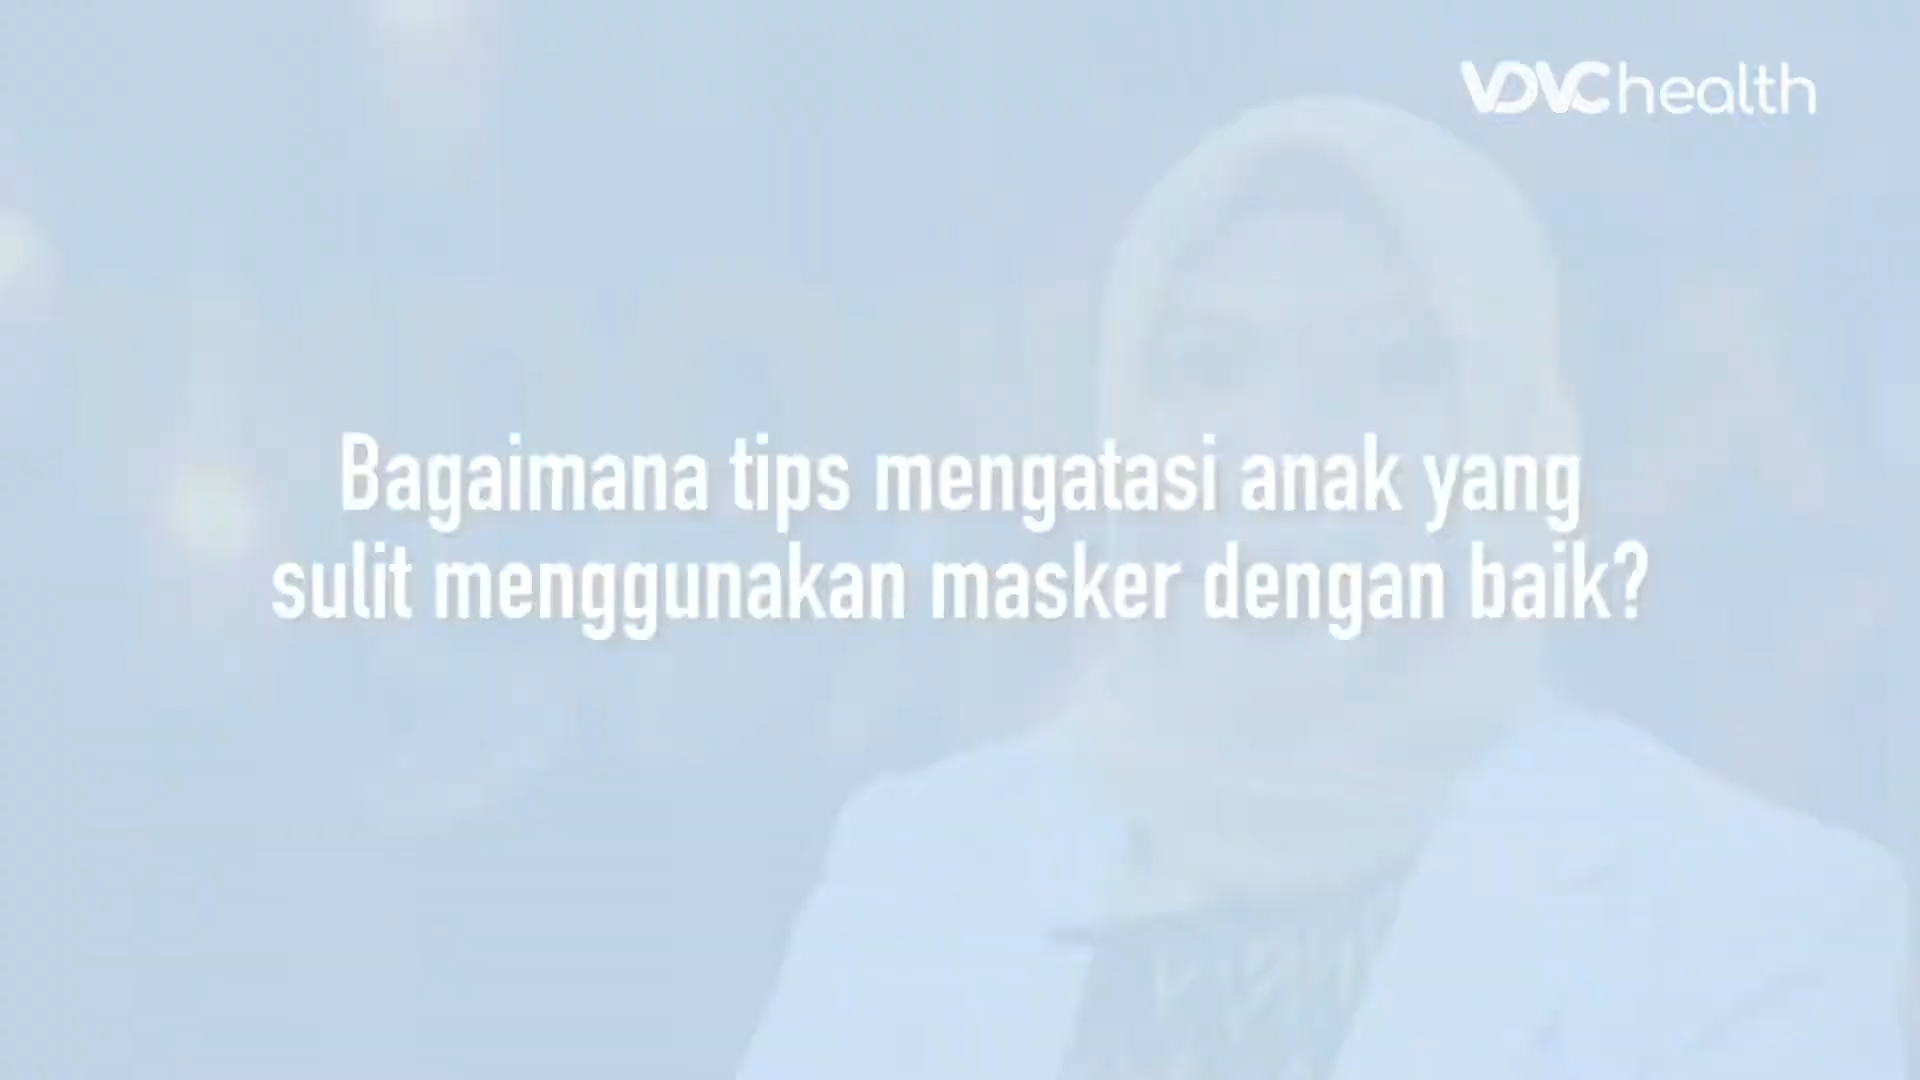 VDVC health
Bagaimana tips mengatasi anak yang
sulit menggunakan masker dengan baik?